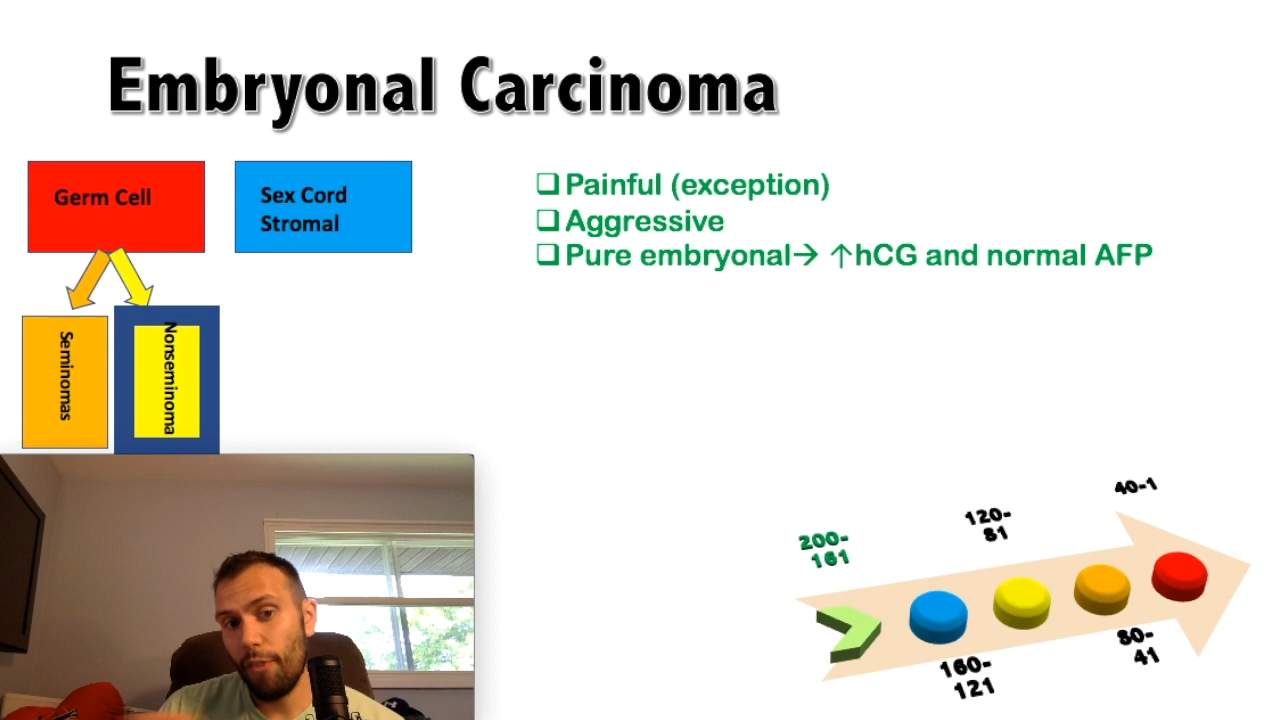 Embryonal Carcinoma
Germ Cell
Sex Cord
Stromal
❑ Painful (exception)
❑ Aggressive
❑ Pure embryonal→ ↑hCG and normal AFP
Seminomas
Nonseminoma
200-
161
160-
121
120-
81
80-
41
40-1